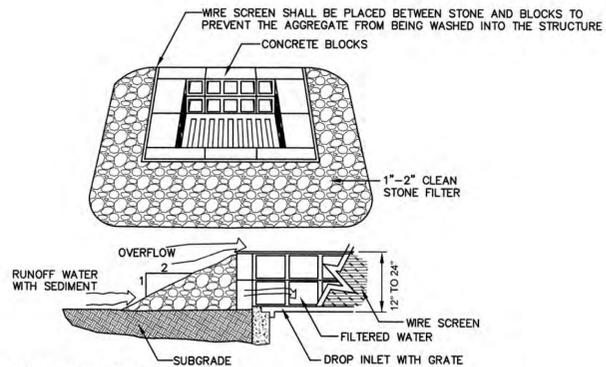 WIRE SCREEN SHALL BE PLACED BETWEEN STONE AND BLOCKS TO
PREVENT THE AGGREGATE FROM BEING WASHED INTO THE STRUCTURE
CONCRETE BLOCKS
1"-2" CLEAN
STONE FILTER
OVERFLOW
2
1
RUNOFF WATER
WITH SEDIMENT
12" TO 24"
WIRE SCREEN
FILTERED WATER
SUBGRADE
DROP INLET WITH GRATE